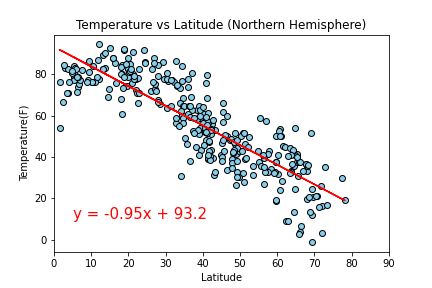 Temperature vs Latitude (Northern Hemisphere)
Temperature(F)
80
60
40
20
0
y = -0.95x + 93.2
0 10 20 30 40 50 60 70 80 90
Latitude